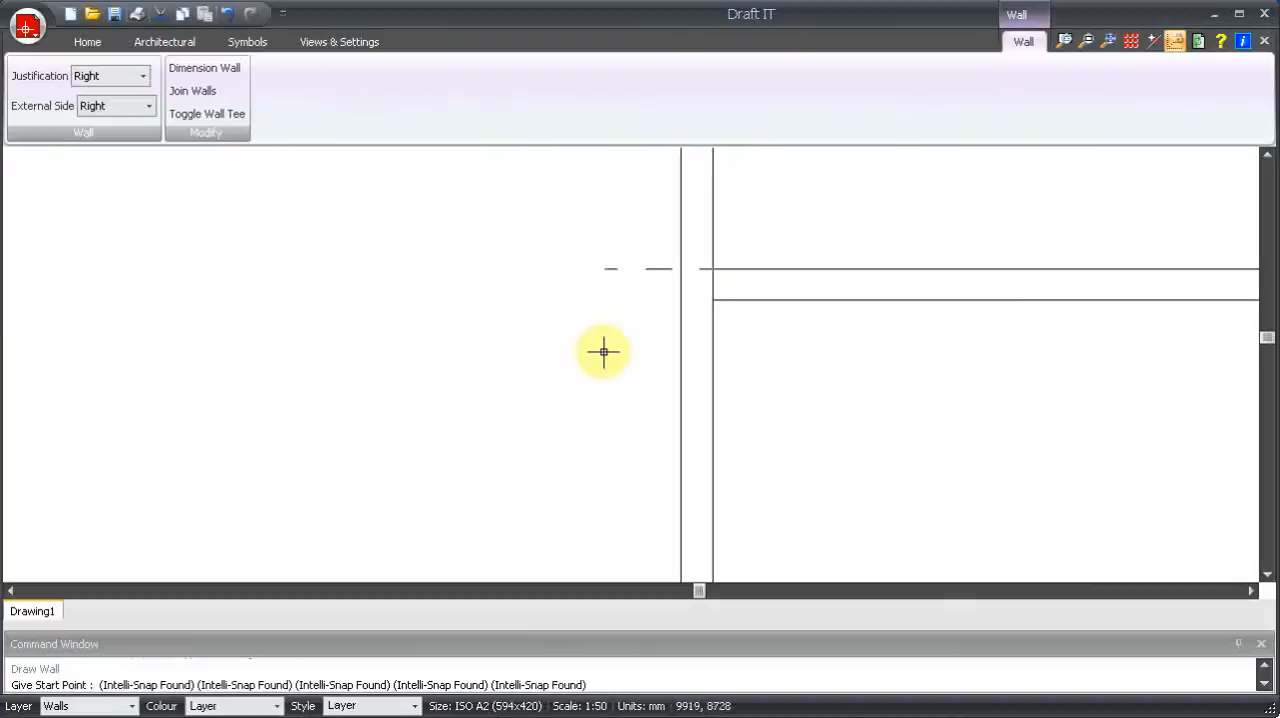 Draft IT
Wall
Home Architectural Symbols Views & Settings Wall
Justification Right
External Side Right
Wall
Dimension Wall
Join Walls
Toggle Wall Tee
Modify
Drawing1
Command Window
Draw Wall
Give Start Point : (Intelli-Snap Found) (Intelli-Snap Found) (Intelli-Snap Found) (Intelli-Snap Found) (Intelli-Snap Found)
Layer Walls Colour Layer Style Layer Size: ISO A2 (594x420) Scale: 1:50 Units: mm 9919, 8728